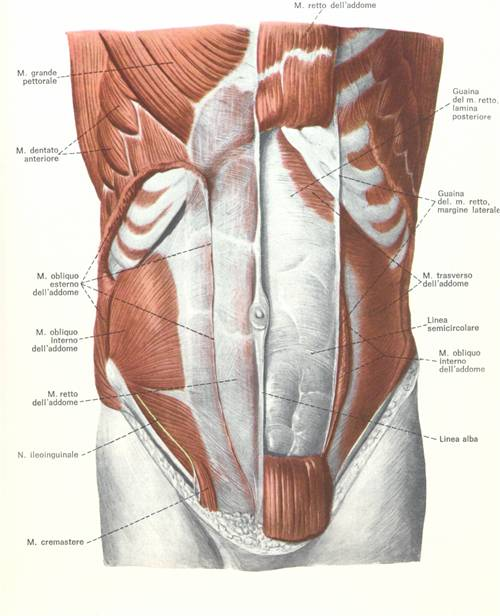 M. retto dell'addome
M. grande
pettorale
M. dentato
anteriore
M. obliquo
esterno
dell'addome
M. obliquo
interno
dell'addome
M. retto
dell'addome
N. ileoinguinale
M. cremastere
Guaina
del m. retto,
lamina
posteriore
Guaina
del. m. retto,
margine laterale
M. trasverso
dell'addome
Linea
semicircolare
M. obliquo
interno
dell'addome
Linea alba